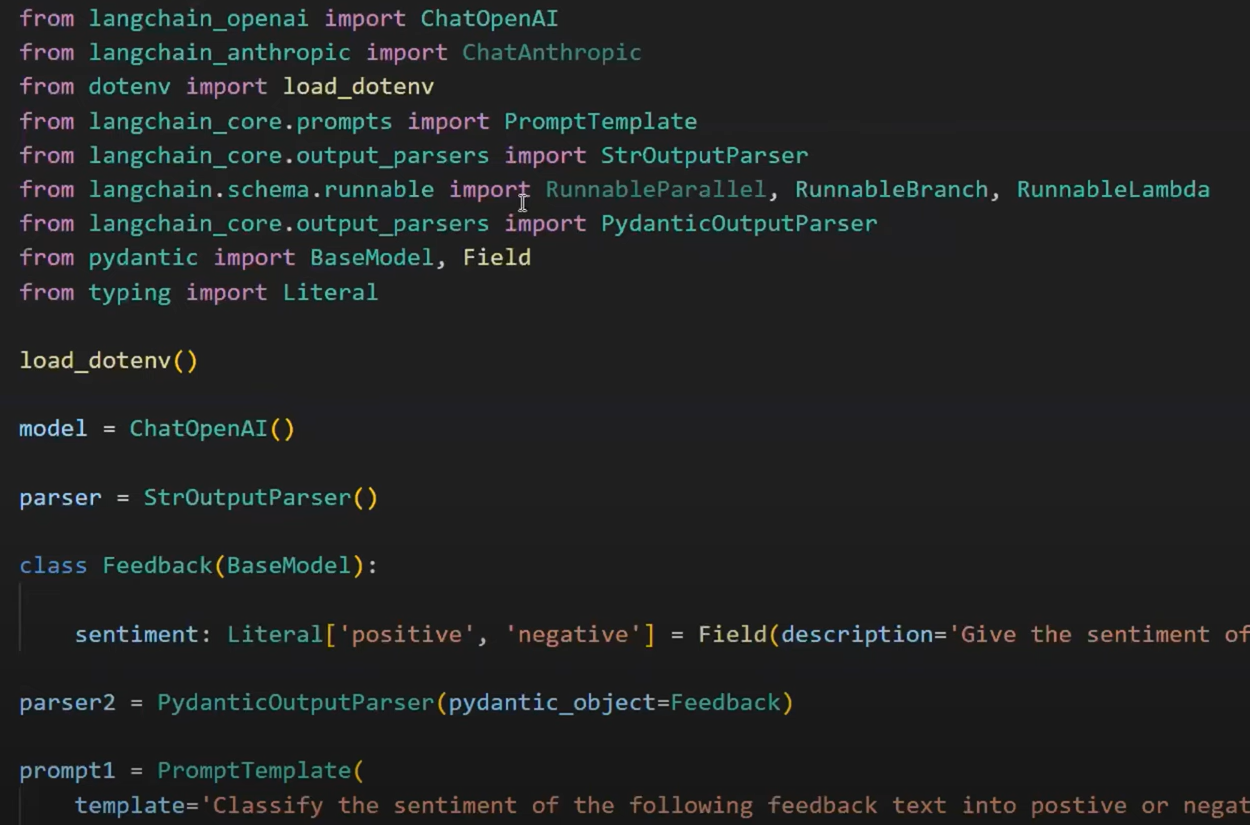 from langchain_openai import ChatOpenAI
from langchain_anthropic import ChatAnthropic
from dotenv import load_dotenv
from langchain_core.prompts import PromptTemplate
from langchain_core.output_parsers import StrOutputParser
from langchain.schema.runnable import RunnableParallel, RunnableBranch, RunnableLambda
from langchain_core.output_parsers import PydanticOutputParser
from pydantic import BaseModel, Field
from typing import Literal

load_dotenv()

model = ChatOpenAI()

parser = StrOutputParser()

class Feedback(BaseModel):

    sentiment: Literal['positive', 'negative'] = Field(description='Give the sentiment of

parser2 = PydanticOutputParser(pydantic_object=Feedback)

prompt1 = PromptTemplate(
    template='Classify the sentiment of the following feedback text into postive or negat